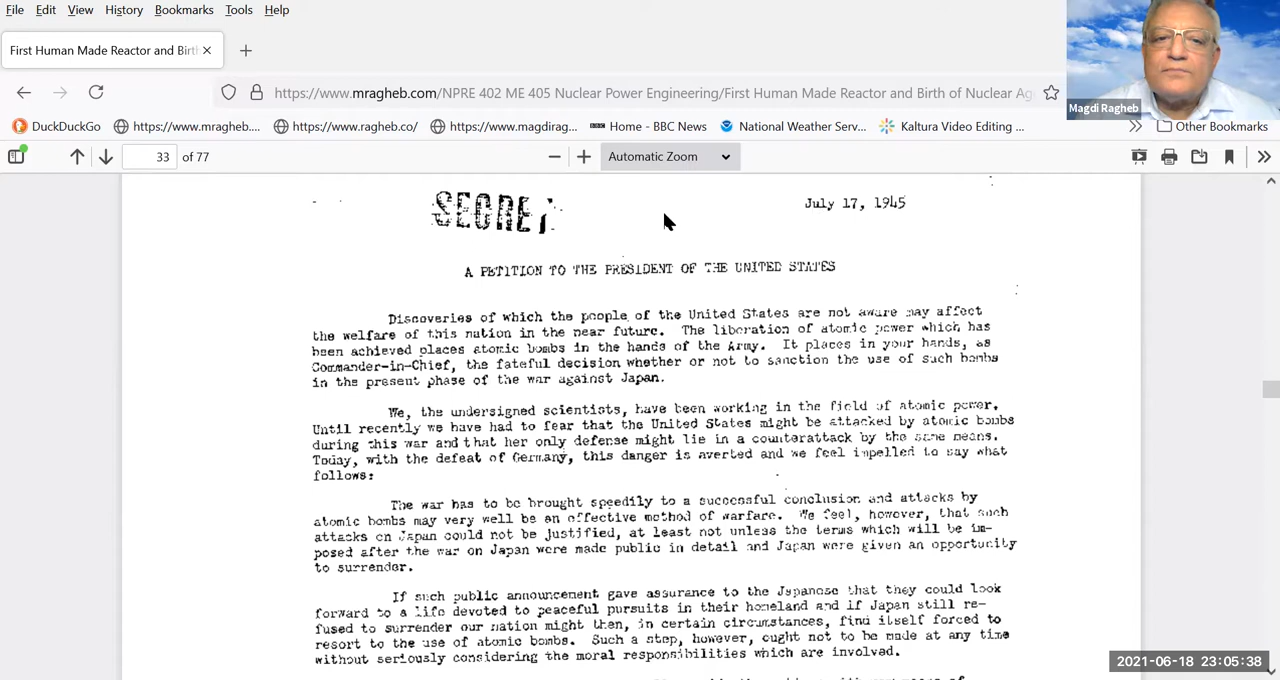 File Edit View History Bookmarks Tools Help
First Human Made Reactor and Birt
https://www.mragheb.com/NPRE 402 ME 405 Nuclear Power Engineering/First Human Made Reactor and Birth of Nuclear Ag
Magdi Ragheb
DuckDuckGo https://www.mragheb.... https://www.ragheb.co/ https://www.magdirag... Home - BBC News National Weather Serv... Kaltura Video Editing ... Other Bookmarks
33 of 77 Automatic Zoom
SECRET July 17, 1945
A PETITION TO THE PRESIDENT OF THE UNITED STATES
Discoveries of which the people of the United States are not aware may affect
the welfare of this nation in the near future. The liberation of atomic power which has
been achieved places atomic bombs in the hands of the Army. It places in your hands, as
Commander-in-Chief, the fateful decision whether or not to sanction the use of such bombs
in the present phase of the war against Japan.
We, the undersigned scientists, have been working in the field of atomic power.
Until recently we have had to fear that the United States might be attacked by atomic bombs
during this war and that her only defense might lie in a counterattack by the same means.
Today, with the defeat of Germany, this danger is averted and we feel impelled to say what
follows:
The war has to be brought speedily to a successful conclusion and attacks by
atomic bombs may very well be an effective method of warfare. We feel, however, that such
attacks on Japan could not be justified, at least not unless the terms which will be im-
posed after the war on Japan were made public in detail and Japan were given an opportunity
to surrender.
If such public announcement gave assurance to the Japanese that they could look
forward to a life devoted to peaceful pursuits in their homeland and if Japan still re-
fused to surrender our nation might then, in certain circumstances, find itself forced to
resort to the use of atomic bombs. Such a step, however, ought not to be made at any time
without seriously considering the moral responsibilities which are involved.
2021-06-18 23:05:38